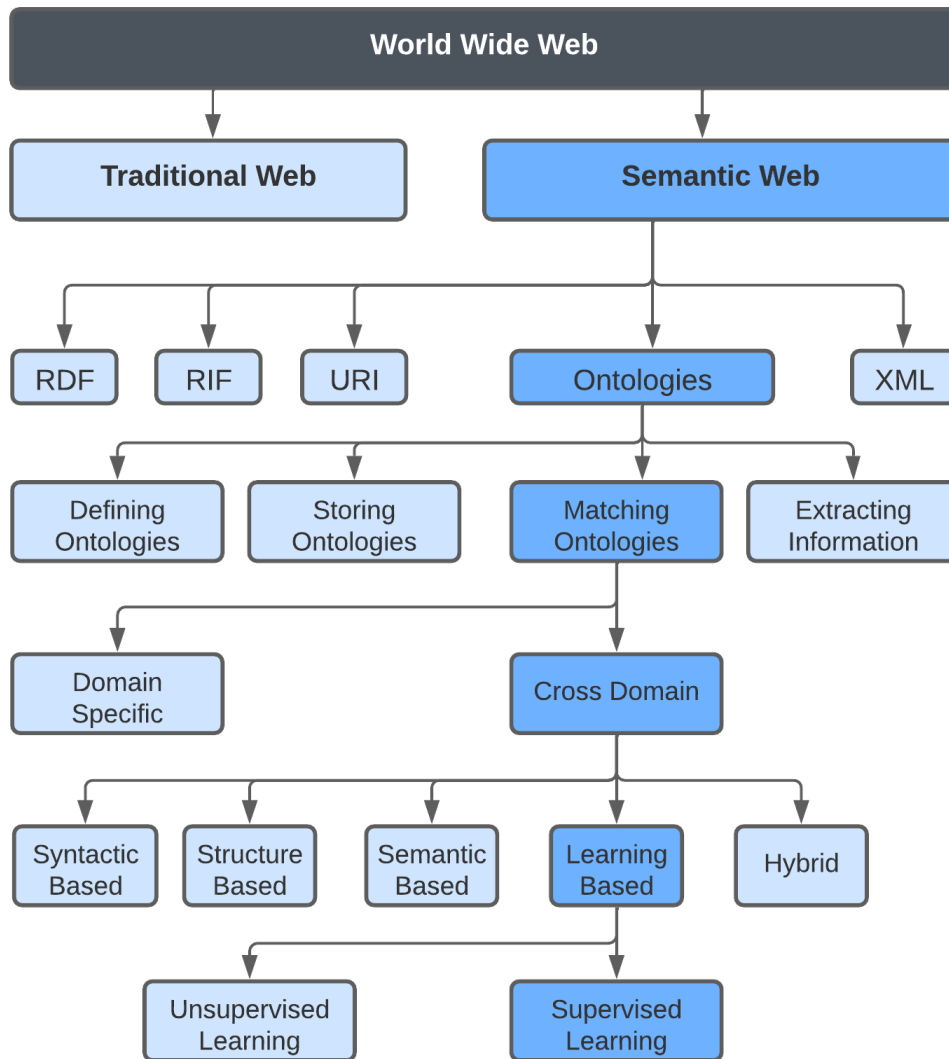 World Wide Web
Traditional Web
Semantic Web
RDF
RIF
URI
Ontologies
XML
Defining
Ontologies
Storing
Ontologies
Matching
Ontologies
Extracting
Information
Domain
Specific
Cross Domain
Syntactic
Based
Structure
Based
Semantic
Based
Learning
Based
Hybrid
Unsupervised
Learning
Supervised
Learning